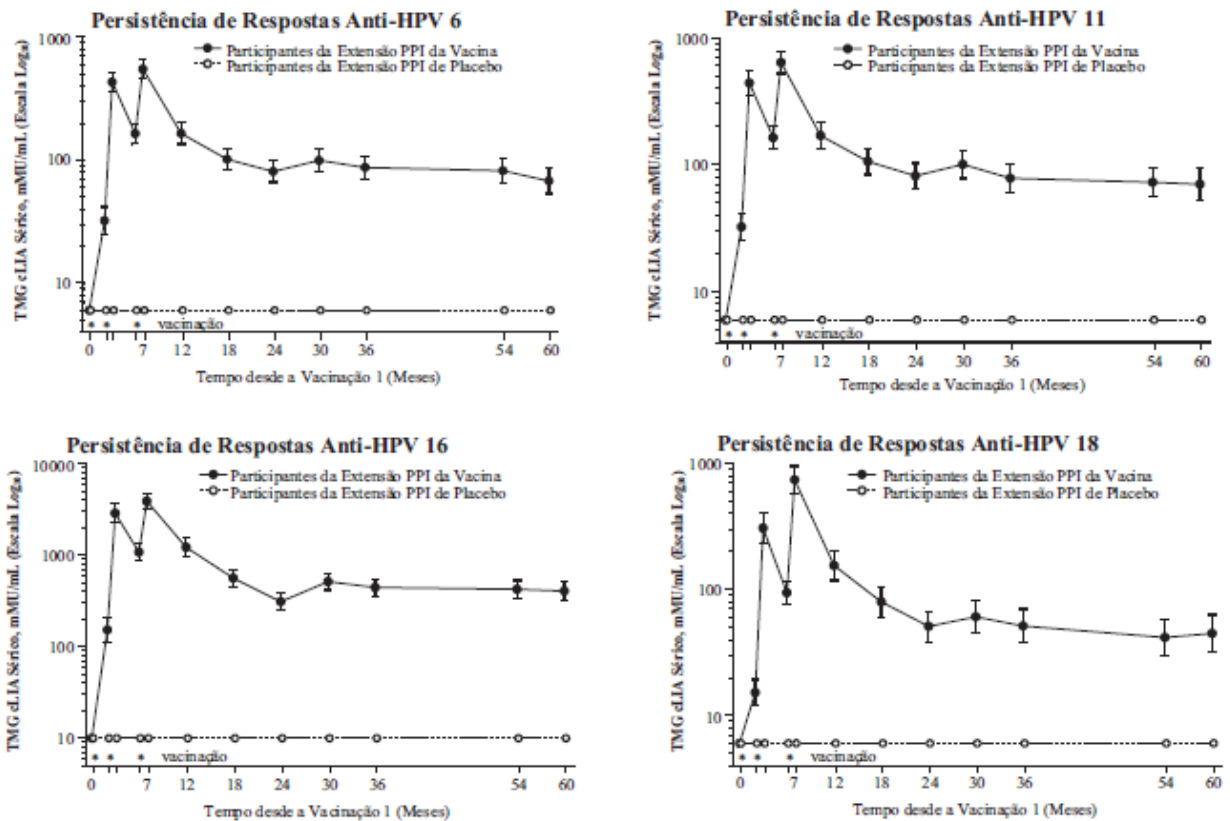 Persistência de Respostas Anti-HPV 6
TMG cLIA Sérico, mMU/mL (Escala Log₁₀)
1000
100
10
Participantes da Extensão PPI da Vacina
Participantes da Extensão PPI de Placebo
* * * vacinação
0 7 12 18 24 30 36 54 60
Tempo desde a Vacinação 1 (Meses)
Persistência de Respostas Anti-HPV 11
TMG cLIA Sérico, mMU/mL (Escala Log₁₀)
1000
100
10
Participantes da Extensão PPI da Vacina
Participantes da Extensão PPI de Placebo
* * * vacinação
0 7 12 18 24 30 36 54 60
Tempo desde a Vacinação 1 (Meses)
Persistência de Respostas Anti-HPV 16
TMG cLIA Sérico, mMU/mL (Escala Log₁₀)
10000
1000
100
10
Participantes da Extensão PPI da Vacina
Participantes da Extensão PPI de Placebo
* * * vacinação
0 7 12 18 24 30 36 54 60
Tempo desde a Vacinação 1 (Meses)
Persistência de Respostas Anti-HPV 18
TMG cLIA Sérico, mMU/mL (Escala Log₁₀)
1000
100
10
Participantes da Extensão PPI da Vacina
Participantes da Extensão PPI de Placebo
* * * vacinação
0 7 12 18 24 30 36 54 60
Tempo desde a Vacinação 1 (Meses)